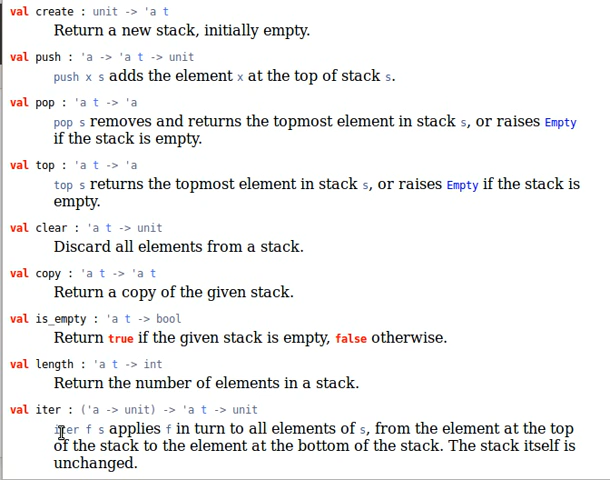 val create : unit -> 'a t
Return a new stack, initially empty.
val push : 'a -> 'a t -> unit
push x s adds the element x at the top of stack s.
val pop : 'a t -> 'a
pop s removes and returns the topmost element in stack s, or raises Empty
if the stack is empty.
val top : 'a t -> 'a
top s returns the topmost element in stack s, or raises Empty if the stack is
empty.
val clear : 'a t -> unit
Discard all elements from a stack.
val copy : 'a t -> 'a t
Return a copy of the given stack.
val is_empty : 'a t -> bool
Return true if the given stack is empty, false otherwise.
val length : 'a t -> int
Return the number of elements in a stack.
val iter : ('a -> unit) -> 'a t -> unit
iter f s applies f in turn to all elements of s, from the element at the top
of the stack to the element at the bottom of the stack. The stack itself is
unchanged.